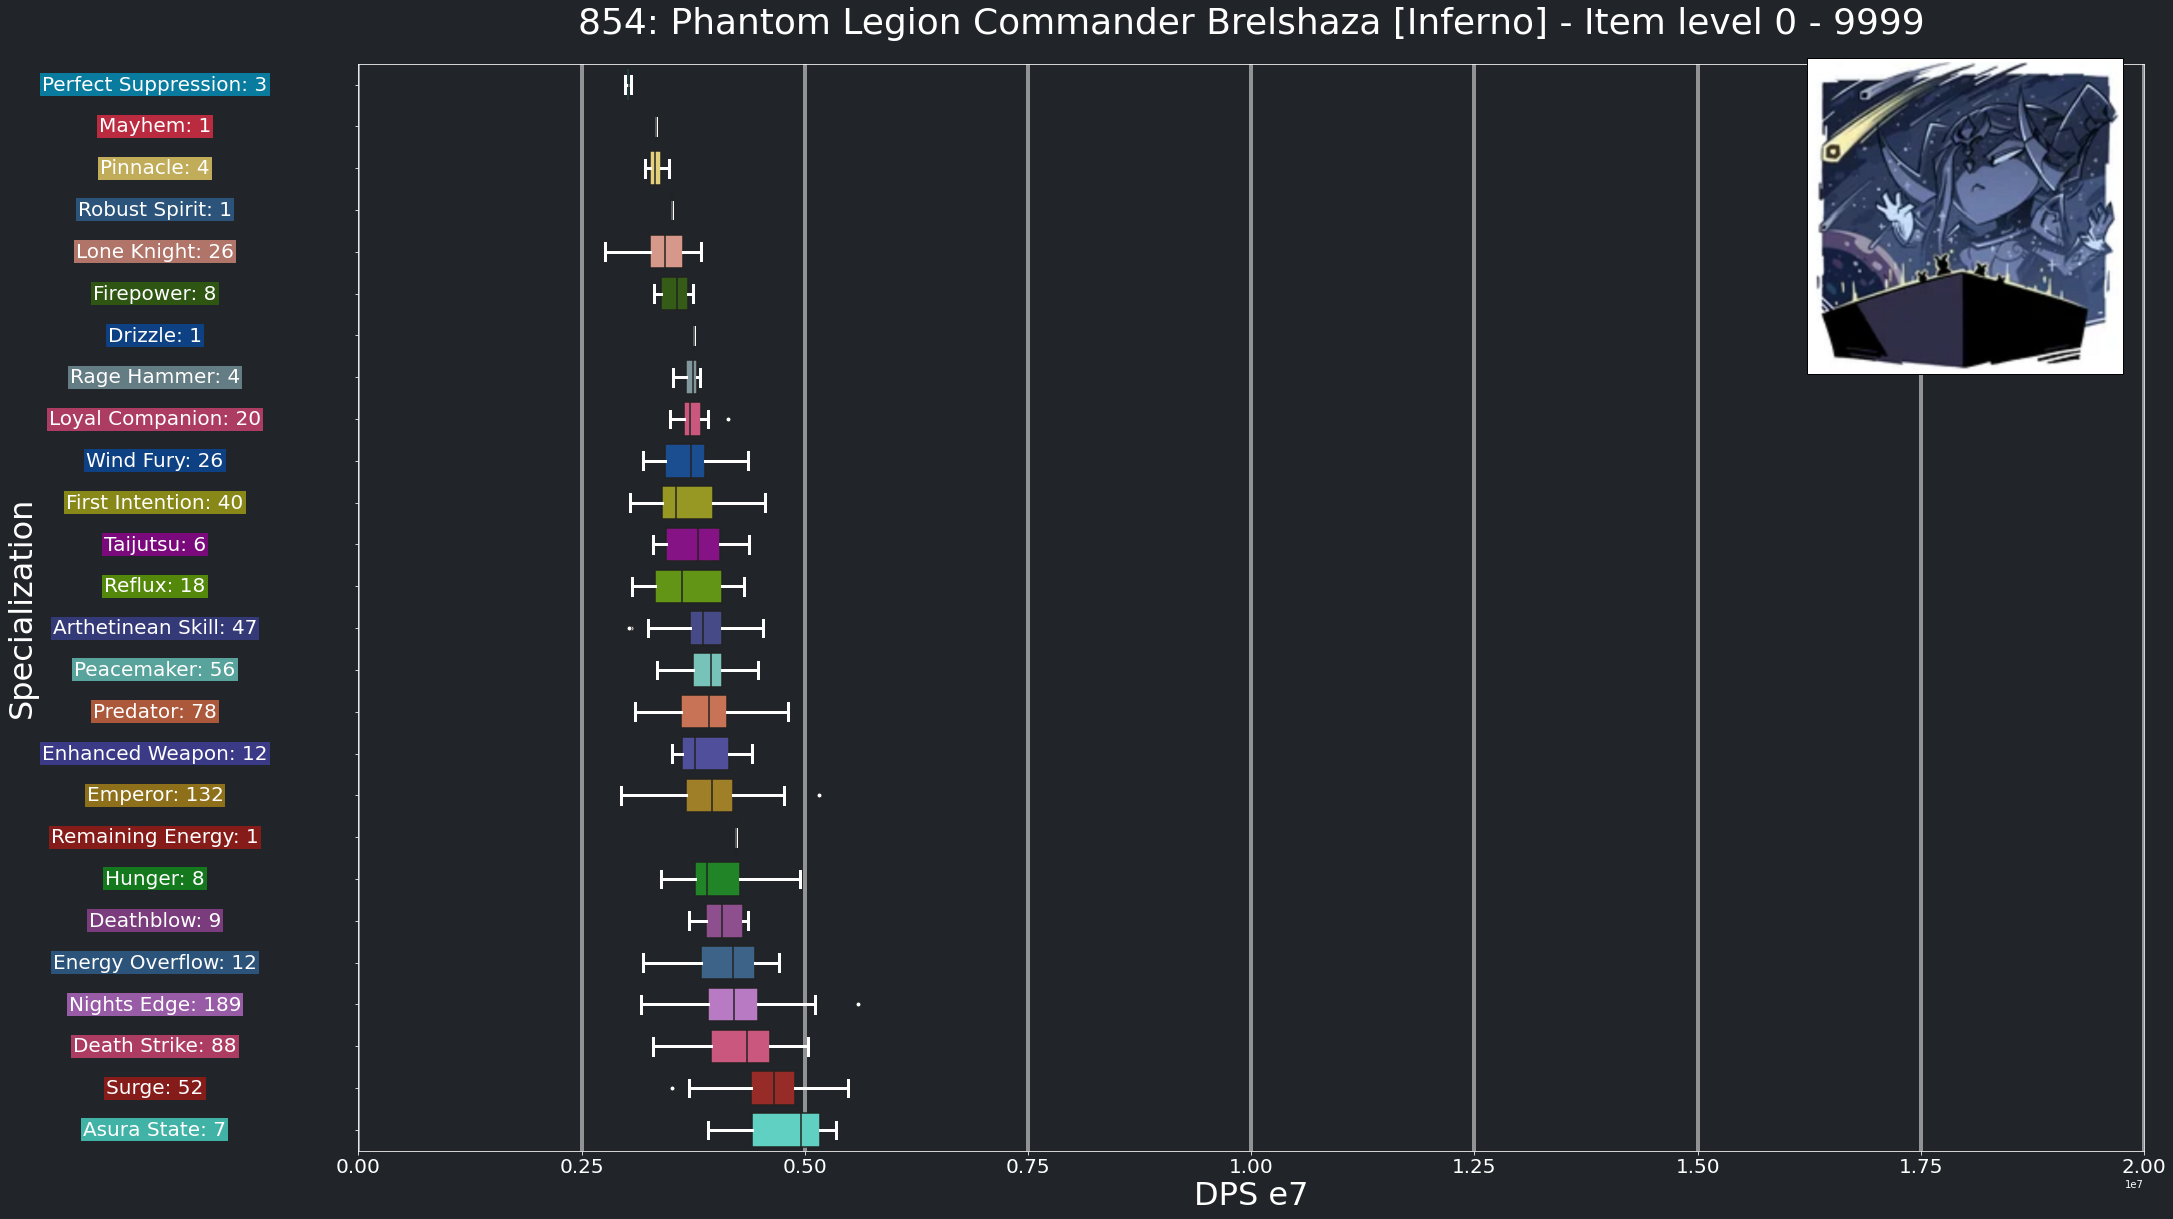 854: Phantom Legion Commander Brelshaza [Inferno] - Item level 0 - 9999
Specialization
Perfect Suppression: 3
Mayhem: 1
Pinnacle: 4
Robust Spirit: 1
Lone Knight: 26
Firepower: 8
Drizzle: 1
Rage Hammer: 4
Loyal Companion: 20
Wind Fury: 26
First Intention: 40
Taijutsu: 6
Reflux: 18
Arthetinean Skill: 47
Peacemaker: 56
Predator: 78
Enhanced Weapon: 12
Emperor: 132
Remaining Energy: 1
Hunger: 8
Deathblow: 9
Energy Overflow: 12
Nights Edge: 189
Death Strike: 88
Surge: 52
Asura State: 7
0.00 0.25 0.50 0.75 1.00 1.25 1.50 1.75 2.00
1e7
DPS e7